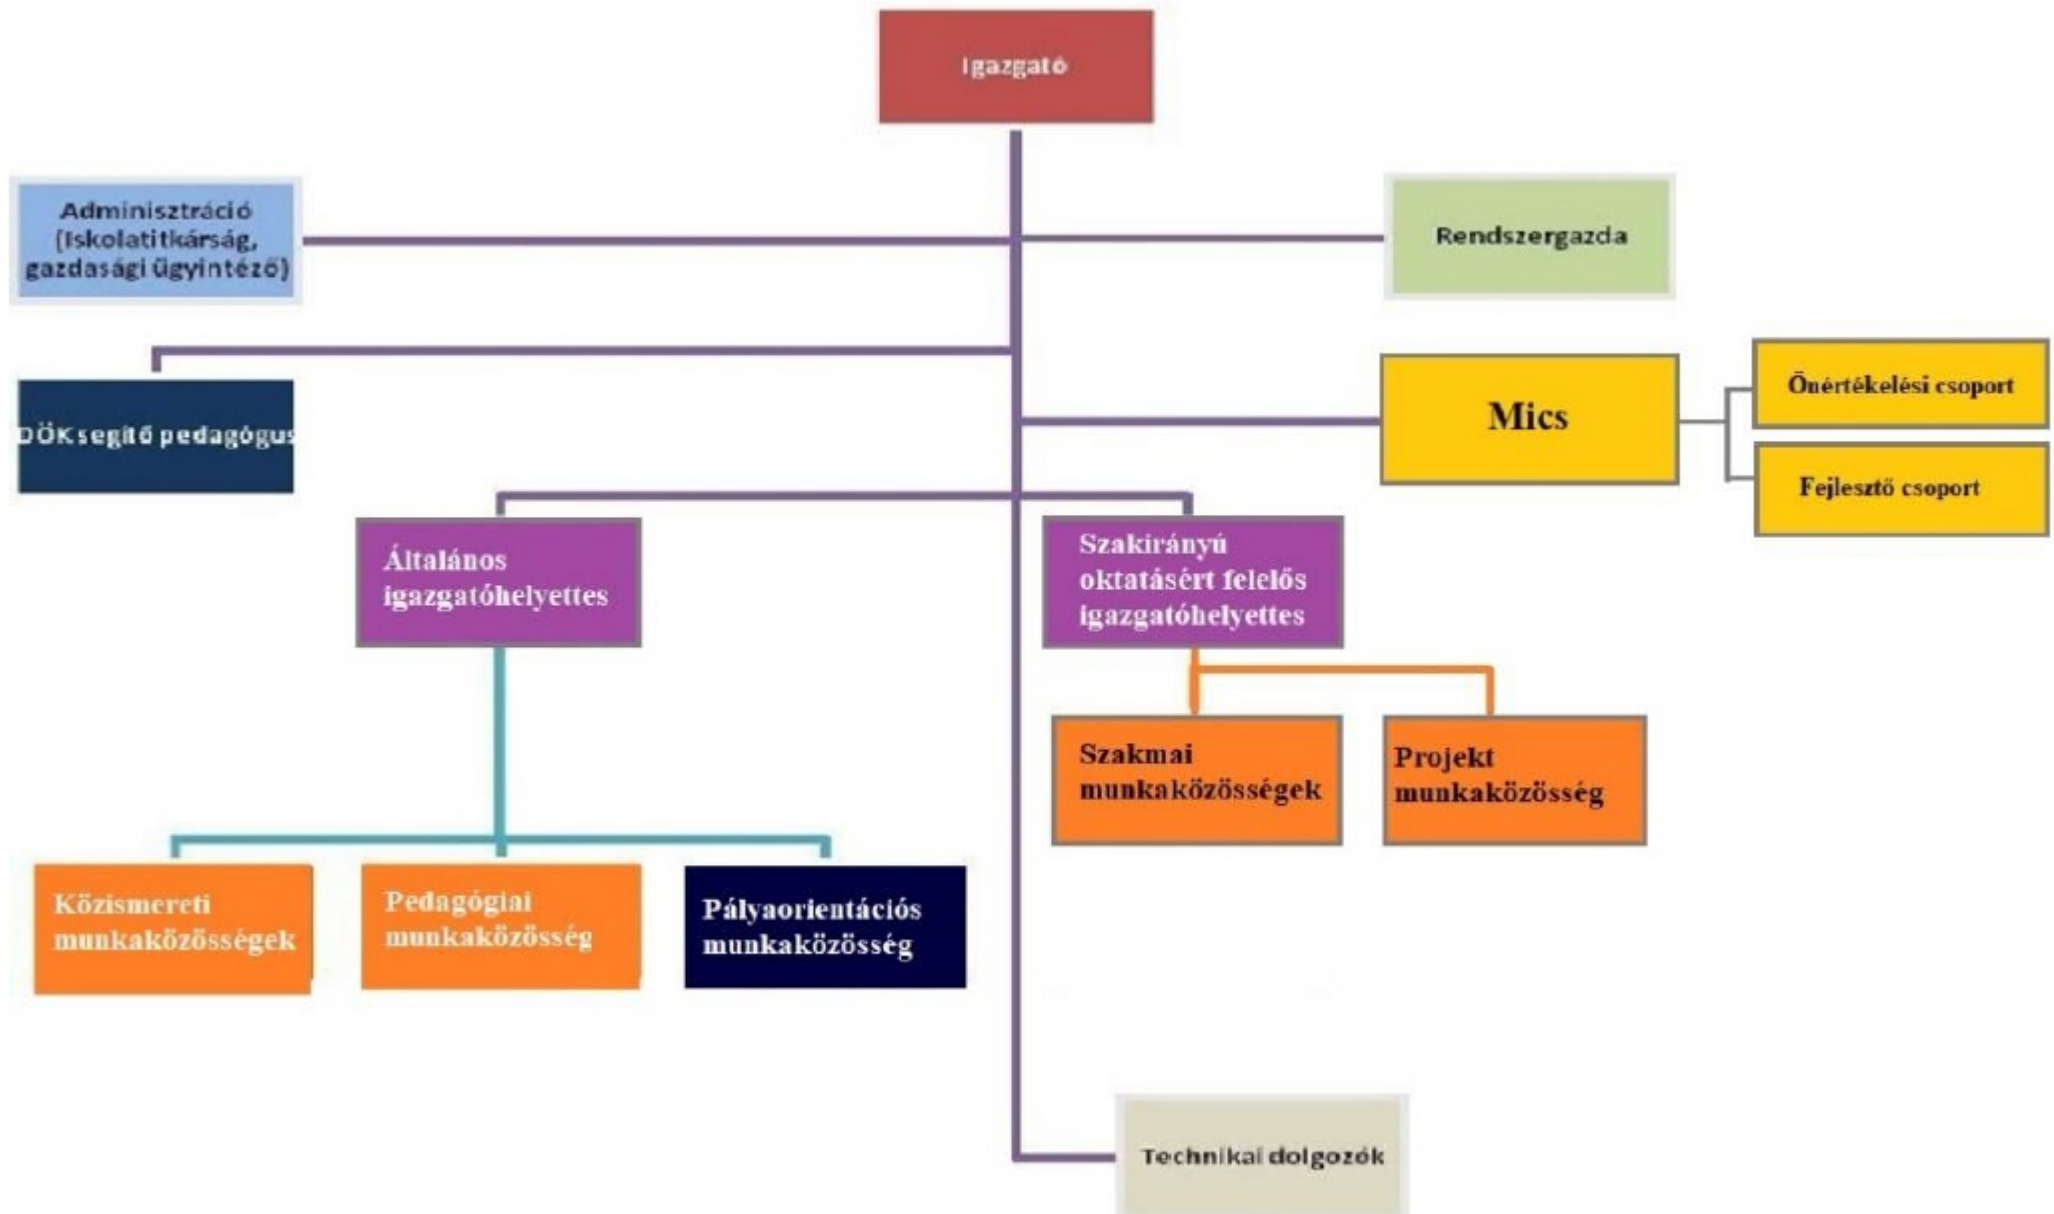 Igazgató
Adminisztráció
(Iskolatitkárság,
gazdasági ügyintéző)
Rendszergazda
DÖK segítő pedagógus
Mics
Önértékelési csoport
Fejlesztő csoport
Általános
igazgatóhelyettes
Szakirányú
oktatásért felelős
igazgatóhelyettes
Szakmai
munkaközösségek
Projekt
munkaközösség
Közismereti
munkaközösségek
Pedagógiai
munkaközösség
Pályaorientációs
munkaközösség
Technikai dolgozók